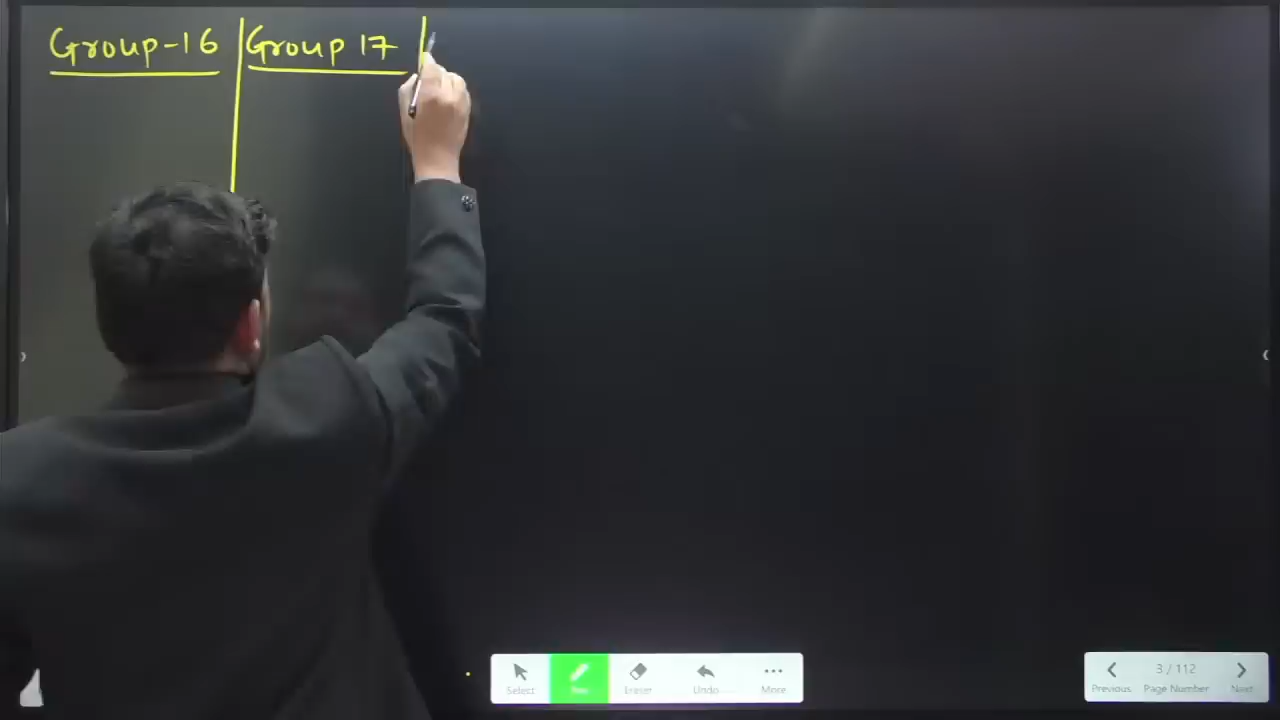 Group-16 Group 17
Select Pen Eraser Undo More
Previous 3 / 112 Page Number Next